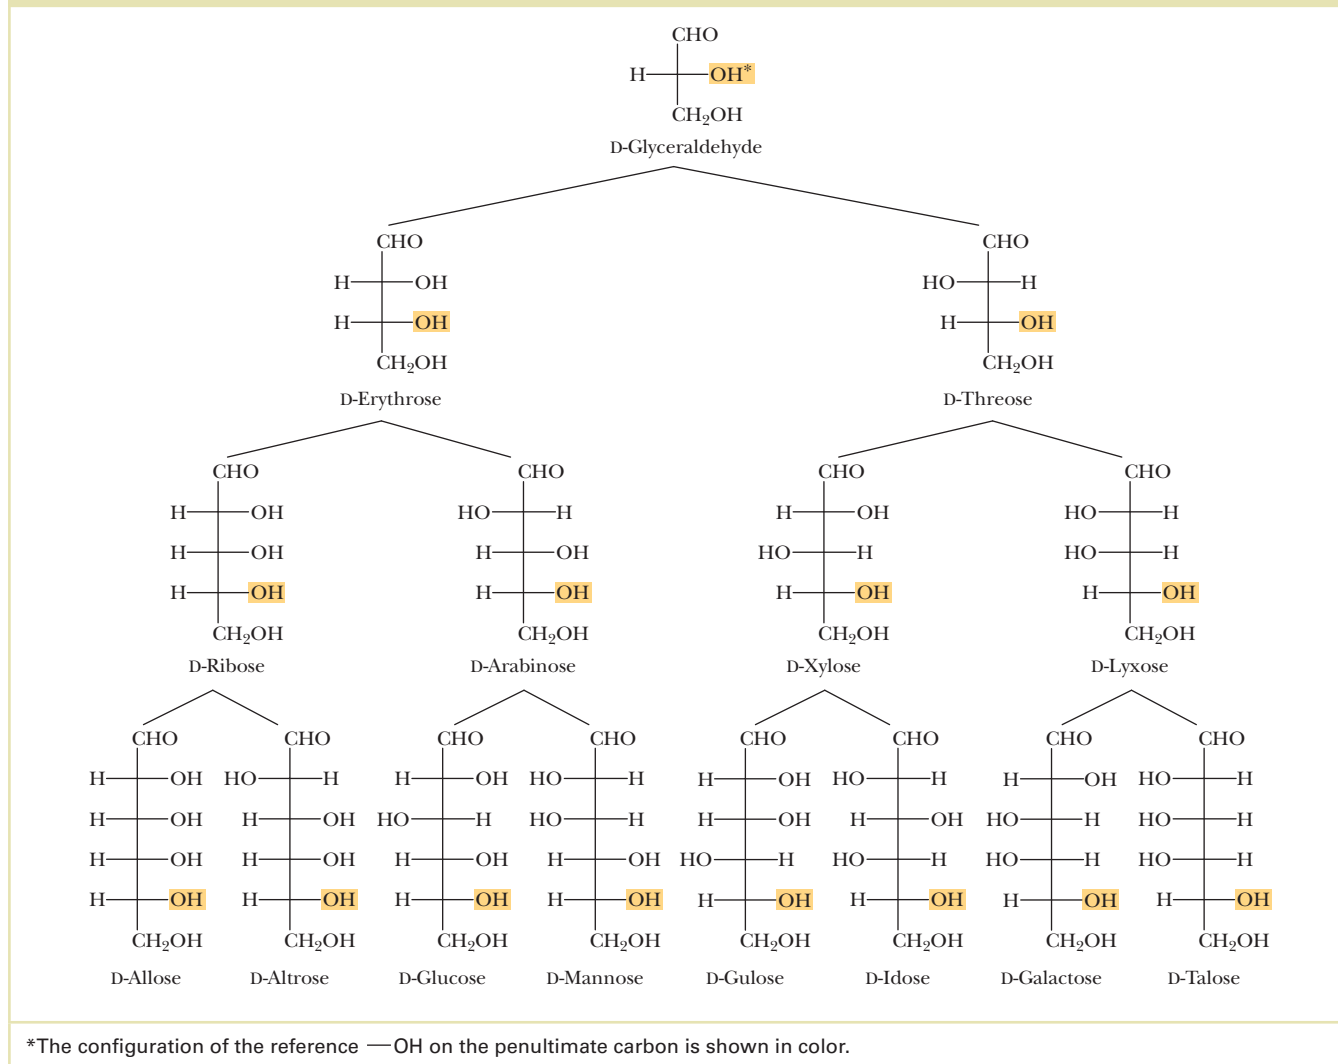 CHO
H OH*
CH₂OH
D-Glyceraldehyde
CHO CHO
H OH HO H
H OH H OH
CH₂OH CH₂OH
D-Erythrose D-Threose
CHO CHO CHO CHO
H OH HO H H OH HO H
H OH H OH HO H HO H
H OH H OH H OH H OH
CH₂OH CH₂OH CH₂OH CH₂OH
D-Ribose D-Arabinose D-Xylose D-Lyxose
CHO CHO CHO CHO CHO CHO CHO CHO
H OH HO H H OH HO H H OH HO H H OH HO H
H OH H OH HO H HO H H OH H OH HO H HO H
H OH H OH H OH H OH HO H HO H HO H HO H
H OH H OH H OH H OH H OH H OH H OH H OH
CH₂OH CH₂OH CH₂OH CH₂OH CH₂OH CH₂OH CH₂OH CH₂OH
D-Allose D-Altrose D-Glucose D-Mannose D-Gulose D-Idose D-Galactose D-Talose
*The configuration of the reference —OH on the penultimate carbon is shown in color.